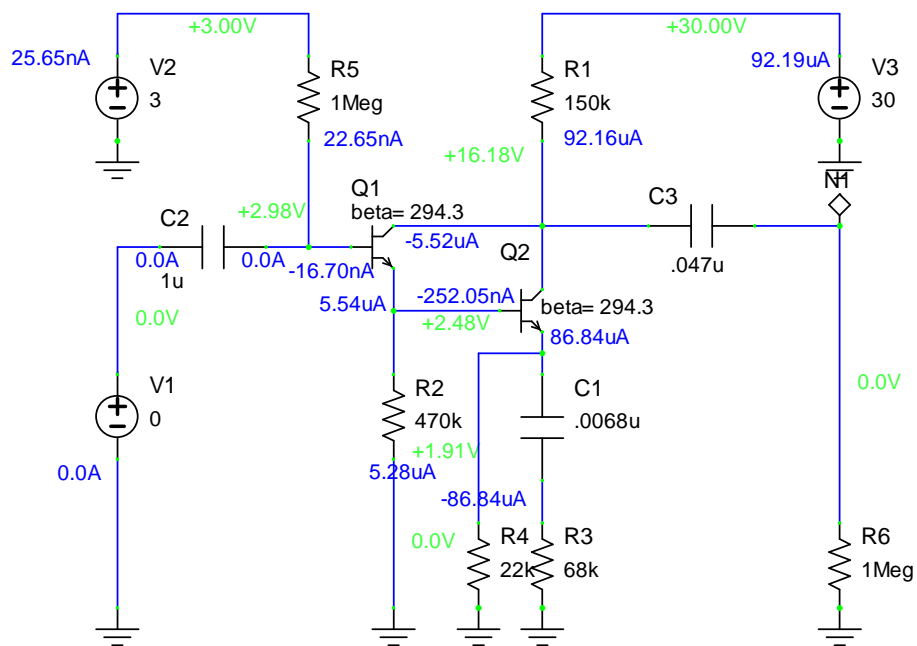 +3.00V
+30.00V
25.65nA
V2
3
R5
1Meg
22.65nA
R1
150k
92.16uA
92.19uA
V3
30
+16.18V
N1
Q1
beta= 294.3
C3
.047u
+2.98V
C2
1u
0.0A
0.0A
-16.70nA
-5.52uA
Q2
beta= 294.3
-252.05nA
5.54uA
+2.48V
86.84uA
0.0V
V1
0
0.0A
R2
470k
+1.91V
5.28uA
C1
.0068u
0.0V
-86.84uA
0.0V
R4
22k
R3
68k
R6
1Meg